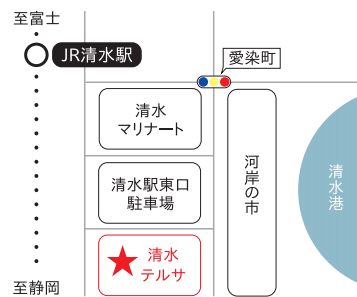 至富士
JR清水駅
愛染町
清水
マリナート
清水駅東口
駐車場
河岸の市
清水港
清水
テルサ
至静岡